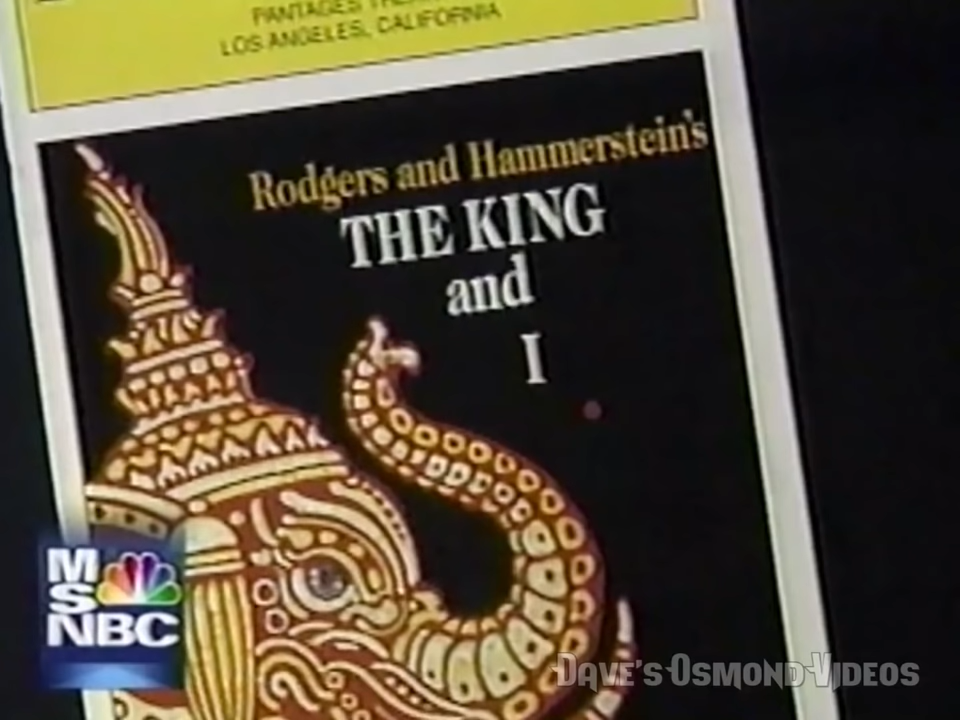 PANTAGES THEATRE
LOS ANGELES, CALIFORNIA
Rodgers and Hammerstein's
THE KING
and
I
MSNBC
DAVE'S OSMOND VIDEOS